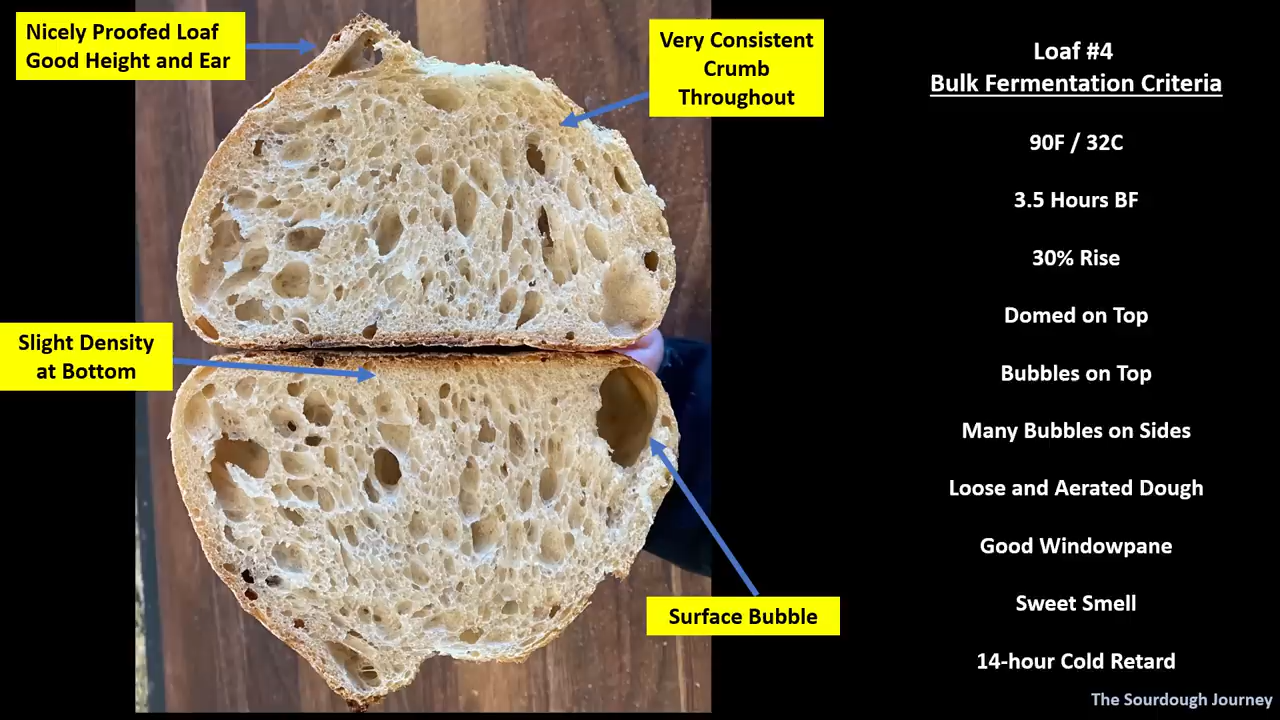 Nicely Proofed Loaf
Good Height and Ear
Very Consistent
Crumb
Throughout
Slight Density
at Bottom
Surface Bubble
Loaf #4
Bulk Fermentation Criteria
90F / 32C
3.5 Hours BF
30% Rise
Domed on Top
Bubbles on Top
Many Bubbles on Sides
Loose and Aerated Dough
Good Windowpane
Sweet Smell
14-hour Cold Retard
The Sourdough Journey